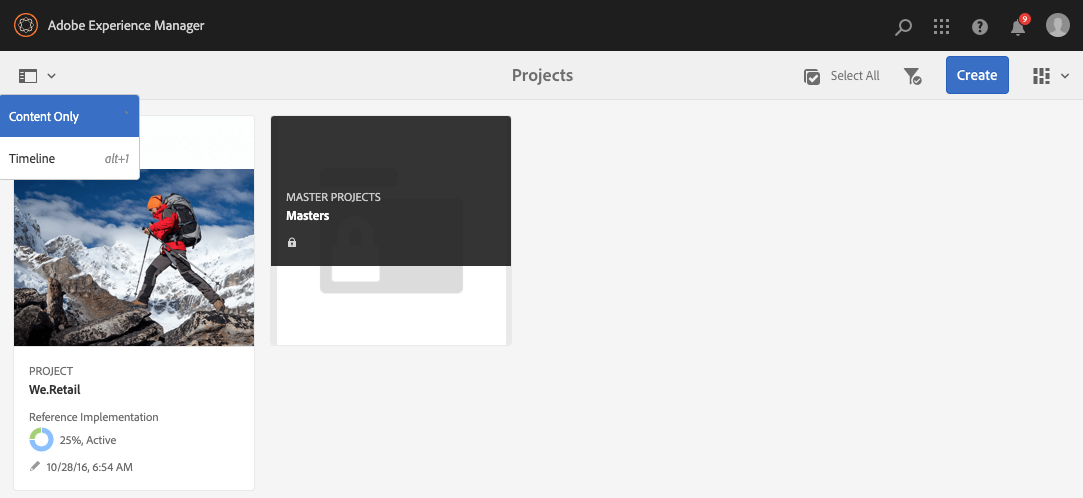 Adobe Experience Manager
9
Projects
Select All
Create
Content Only
Timeline alt+1
MASTER PROJECTS
Masters
PROJECT
We.Retail
Reference Implementation
25%, Active
10/28/16, 6:54 AM